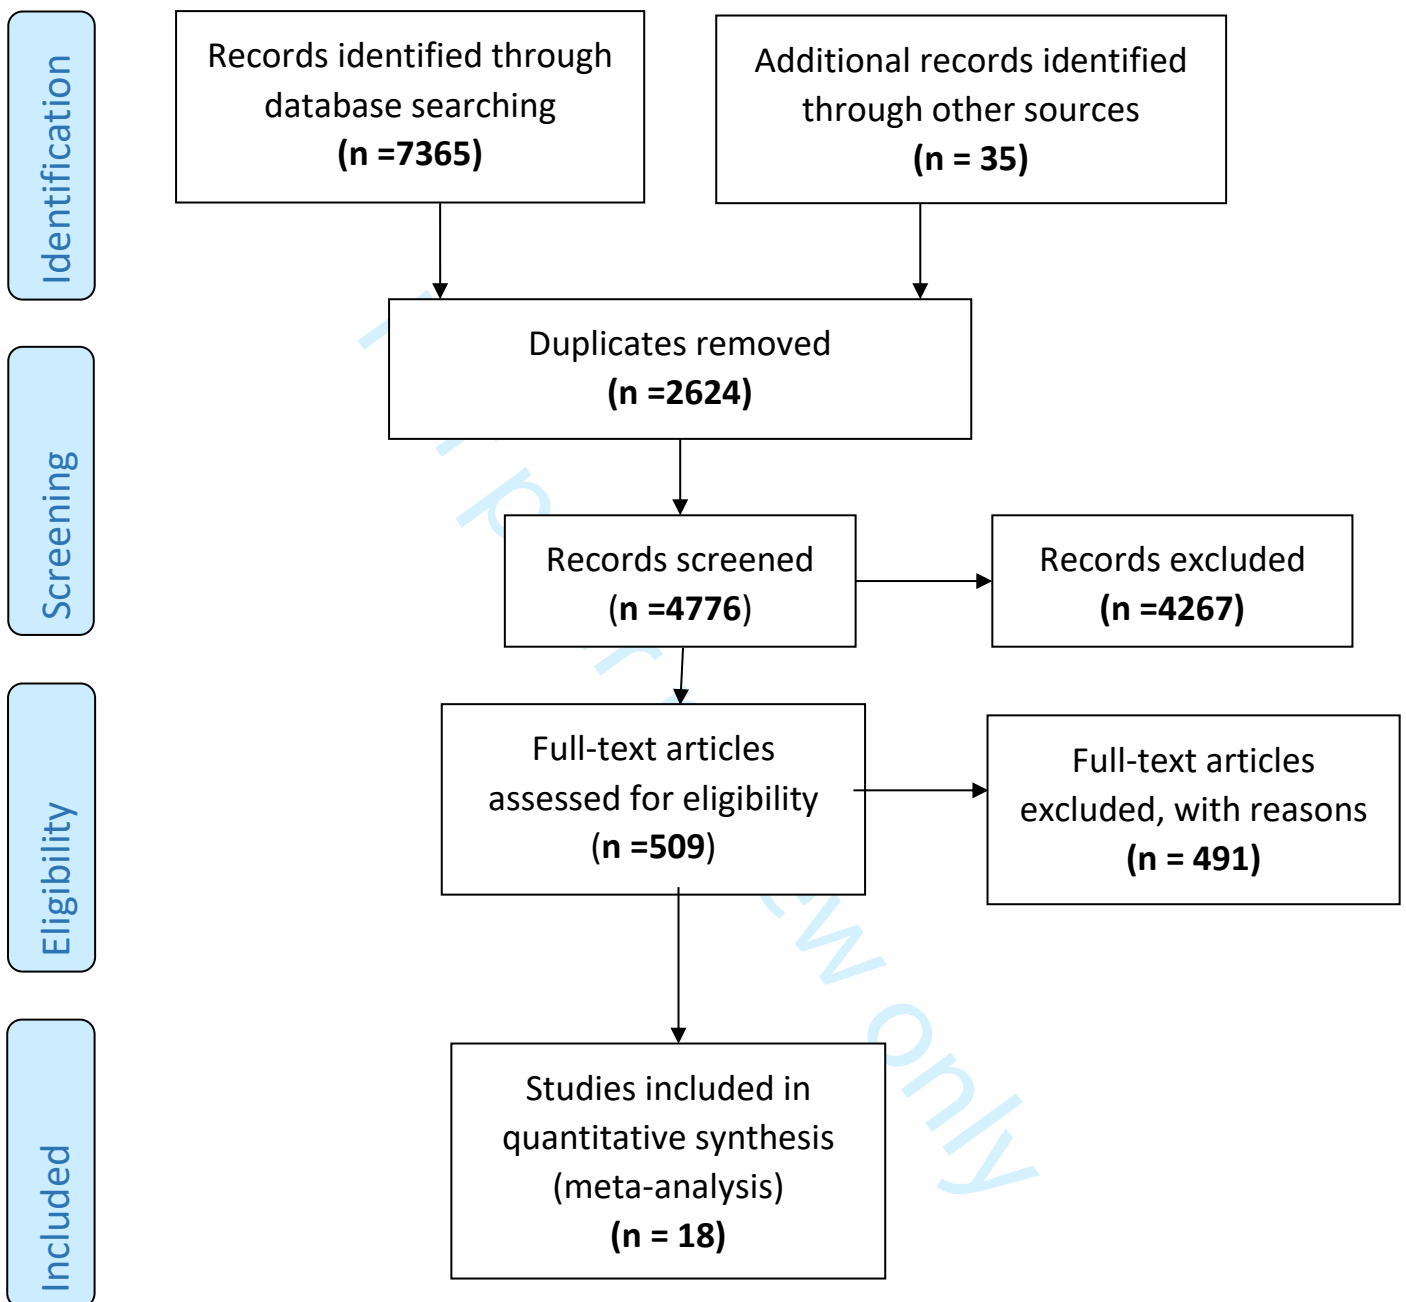 Identification
Records identified through
database searching
(n =7365)
Additional records identified
through other sources
(n = 35)
Duplicates removed
(n =2624)
Screening
Records screened
(n =4776)
Records excluded
(n =4267)
Eligibility
Full-text articles
assessed for eligibility
(n =509)
Full-text articles
excluded, with reasons
(n = 491)
Included
Studies included in
quantitative synthesis
(meta-analysis)
(n = 18)
only